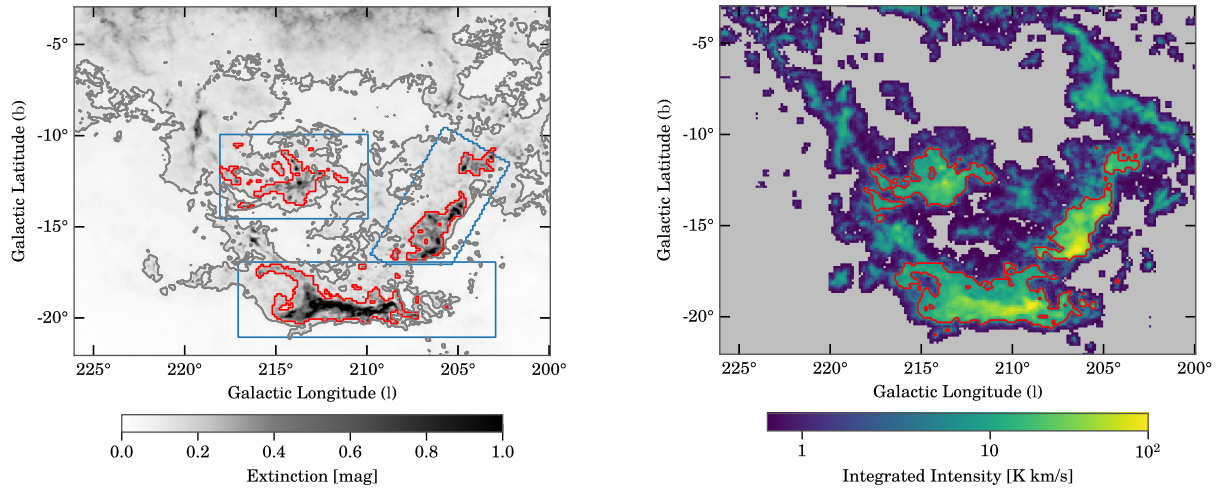 -5°
-10°
-15°
-20°
Galactic Latitude (b)
225° 220° 215° 210° 205° 200°
Galactic Longitude (l)
0.0 0.2 0.4 0.6 0.8 1.0
Extinction [mag]
-5°
-10°
-15°
-20°
Galactic Latitude (b)
225° 220° 215° 210° 205° 200°
Galactic Longitude (l)
1 10 10²
Integrated Intensity [K km/s]